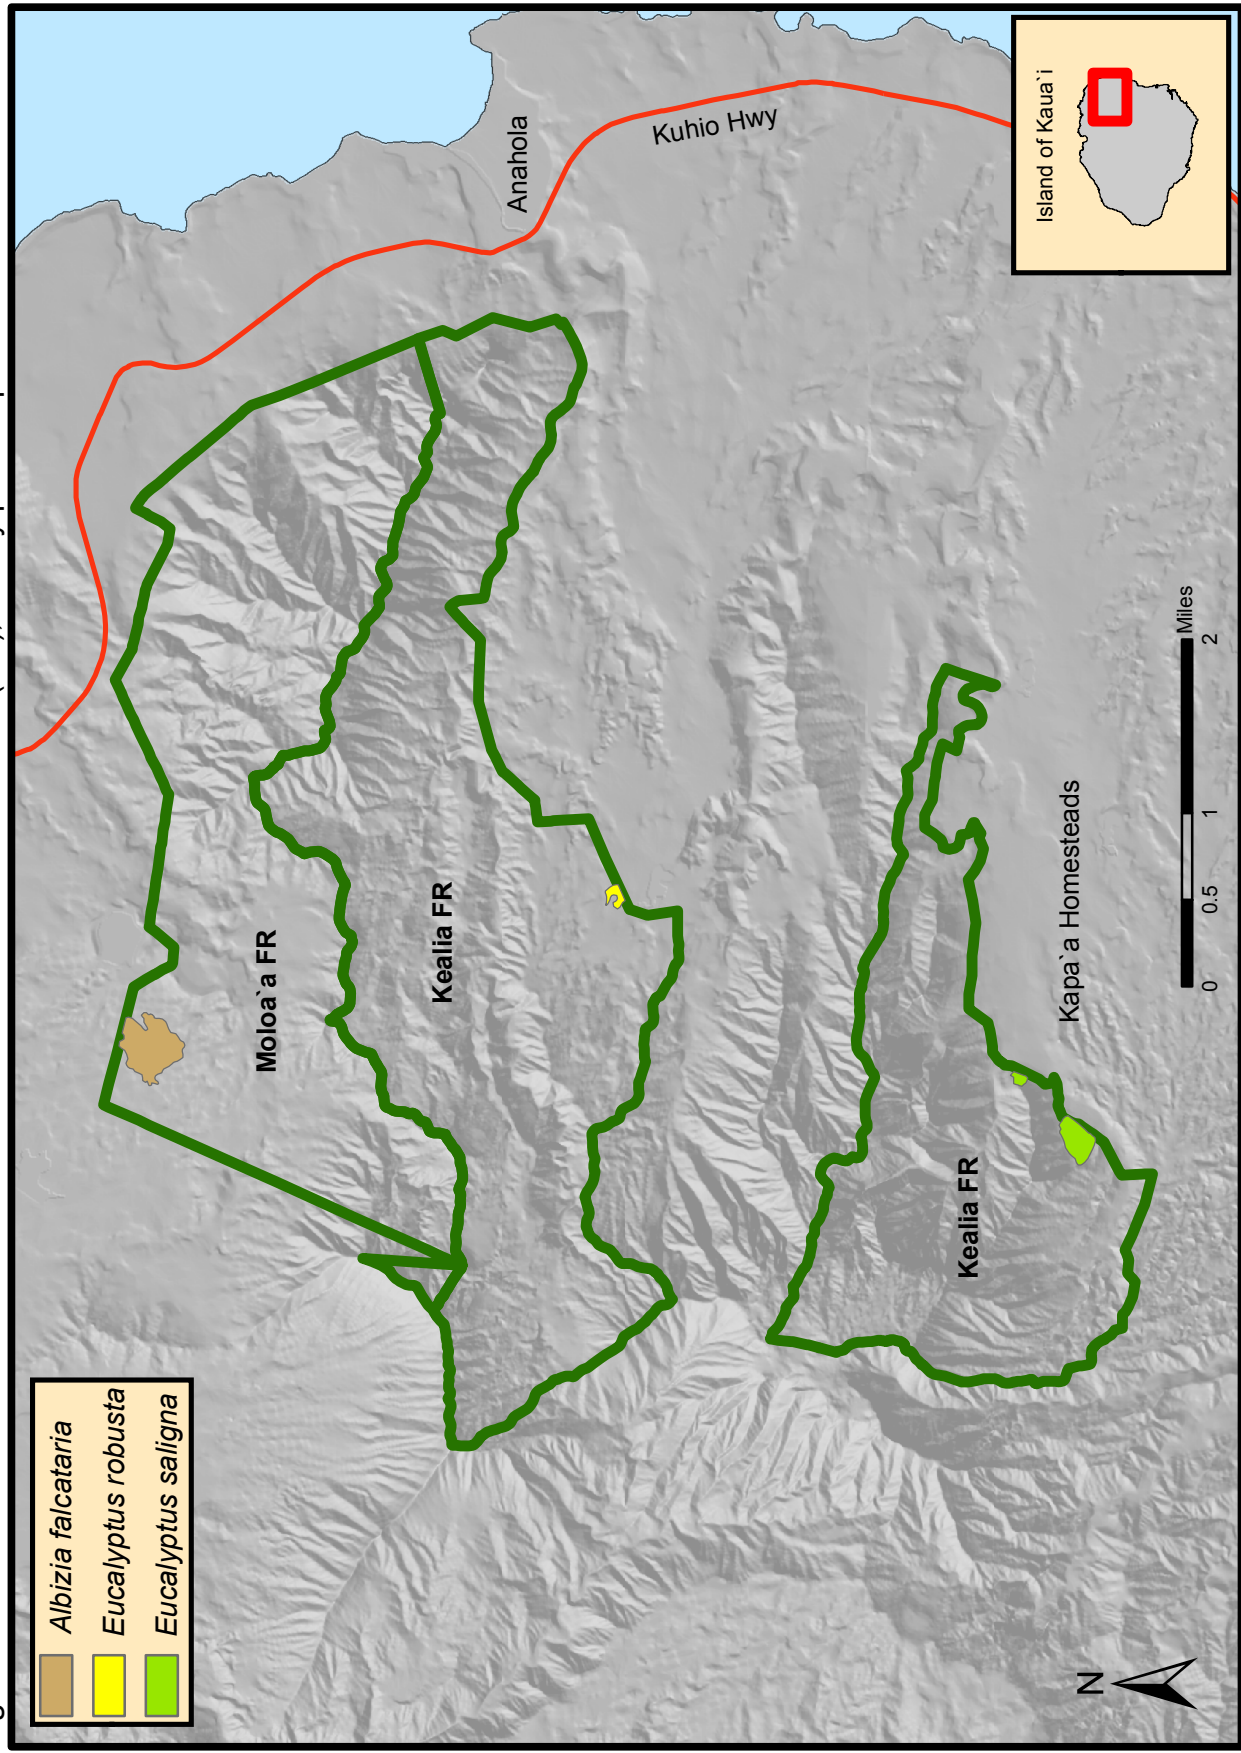 Albizia falcataria
Eucalyptus robusta
Eucalyptus saligna
Moloa`a FR
Kealia FR
Anahola
Kuhio Hwy
Kealia FR
Kapa`a Homesteads
N
0 0.5 1 2
Miles
Island of Kaua`i